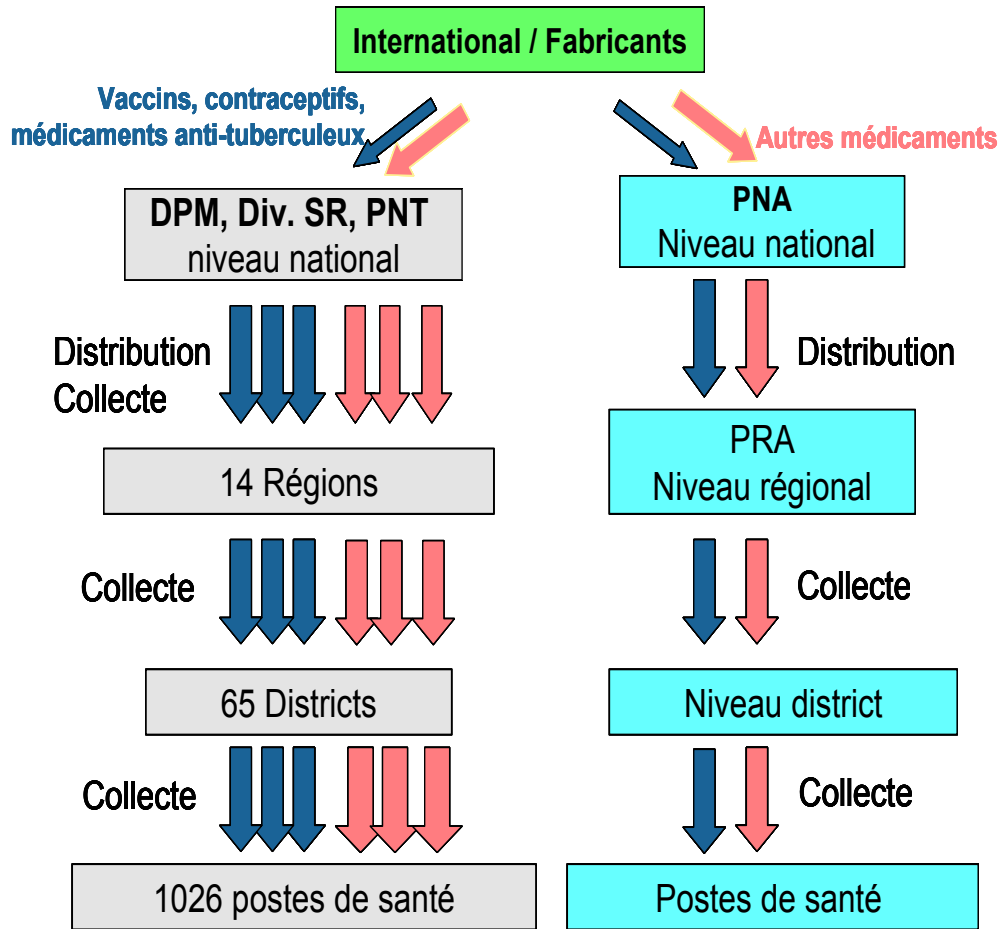 International / Fabricants
Vaccins, contraceptifs,
médicaments anti-tuberculeux
Autres médicaments
DPM, Div. SR, PNT
niveau national
PNA
Niveau national
Distribution
Collecte
Distribution
14 Régions
PRA
Niveau régional
Collecte
Collecte
65 Districts
Niveau district
Collecte
Collecte
1026 postes de santé
Postes de santé